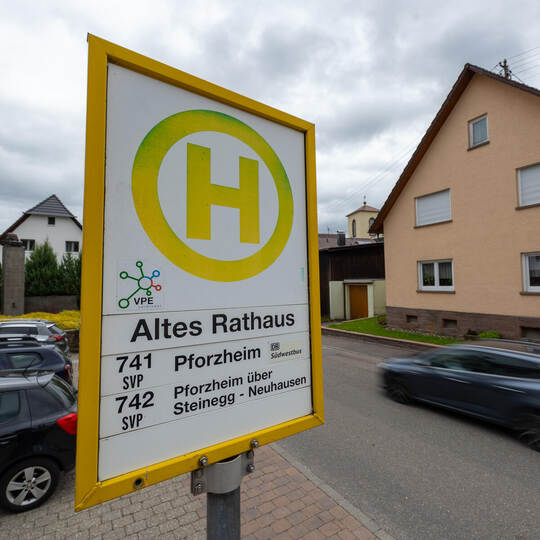 H
VPE
Altes Rathaus
741 Pforzheim DB Südwestbus
SVP
742 Pforzheim über
SVP Steinegg - Neuhausen